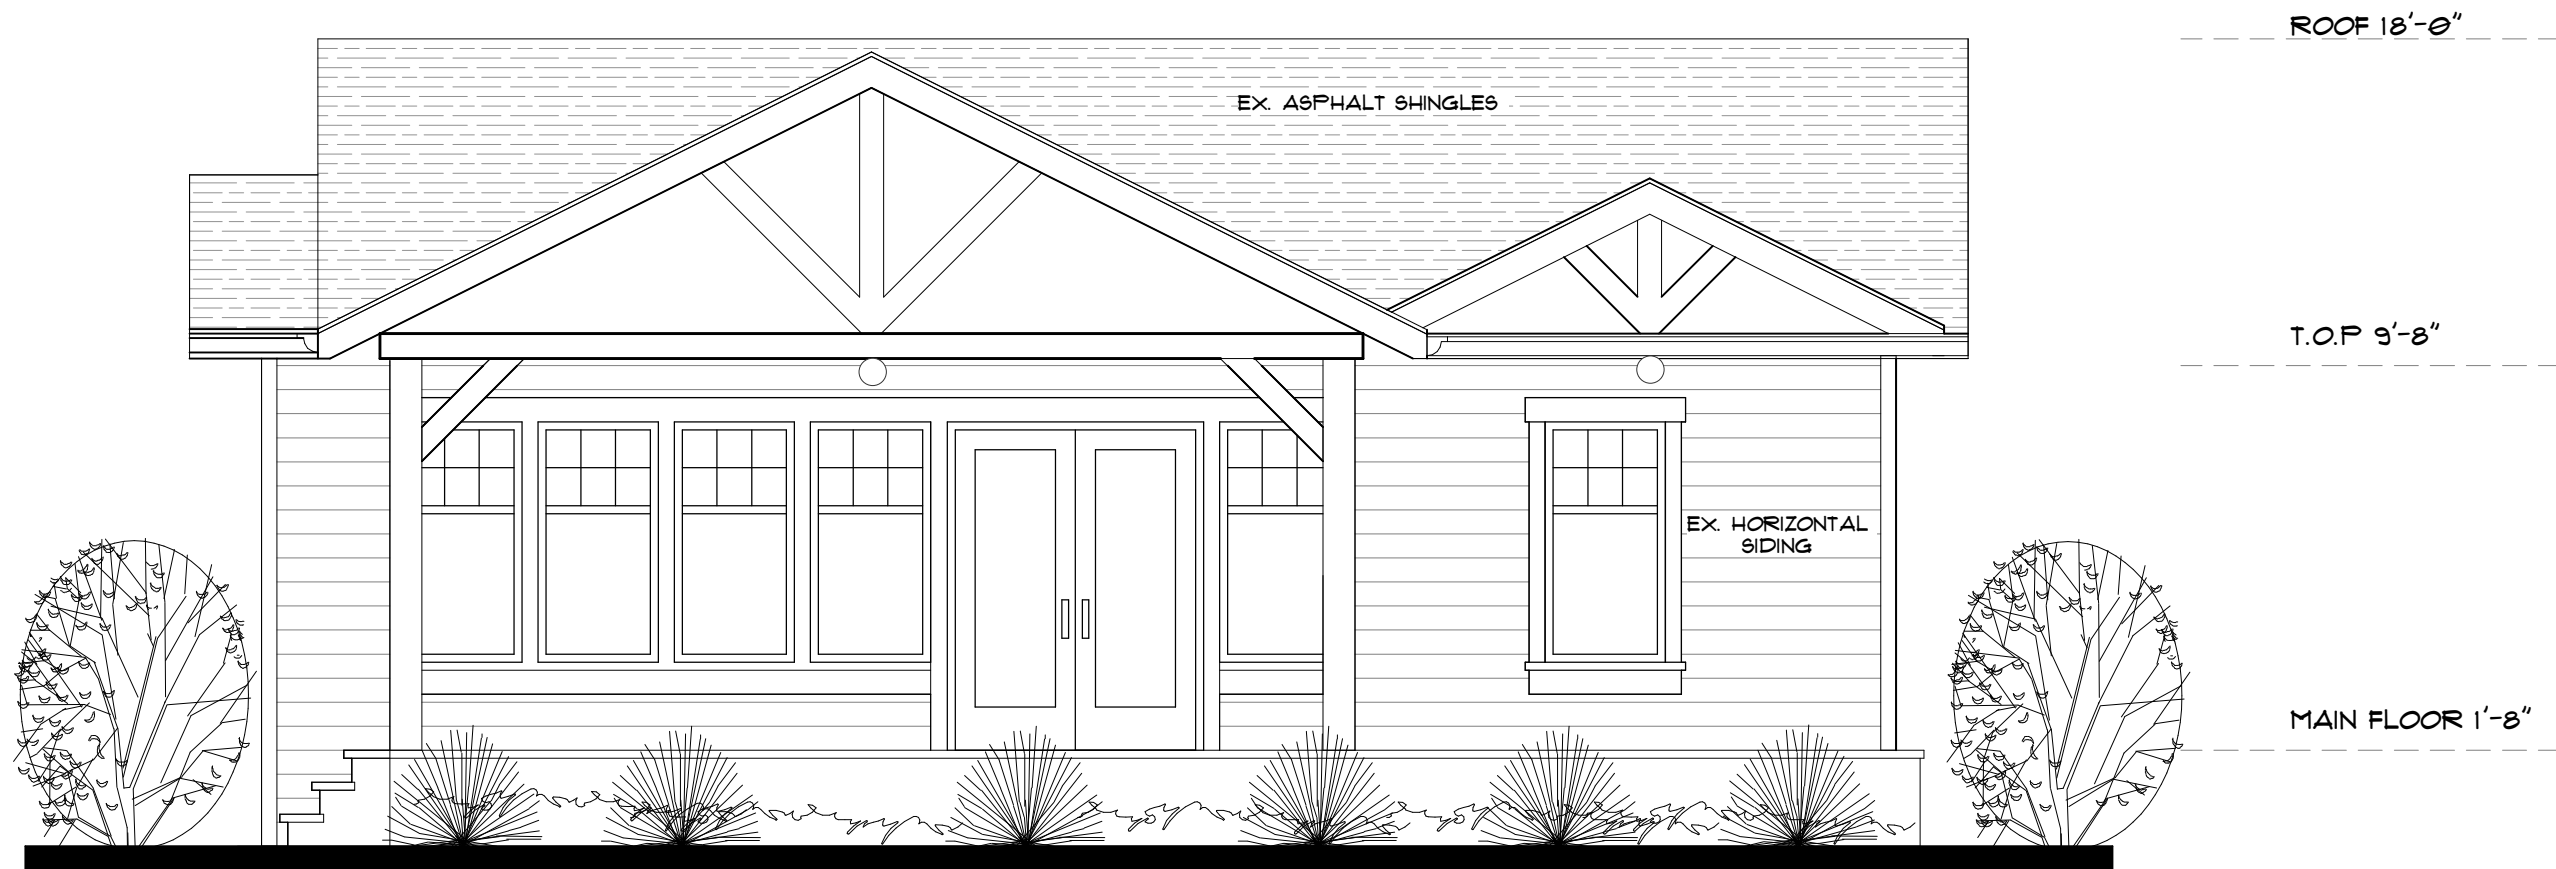 ROOF 18'-0"
EX. ASPHALT SHINGLES
T.O.P 9'-8"
EX. HORIZONTAL
SIDING
MAIN FLOOR 1'-8"